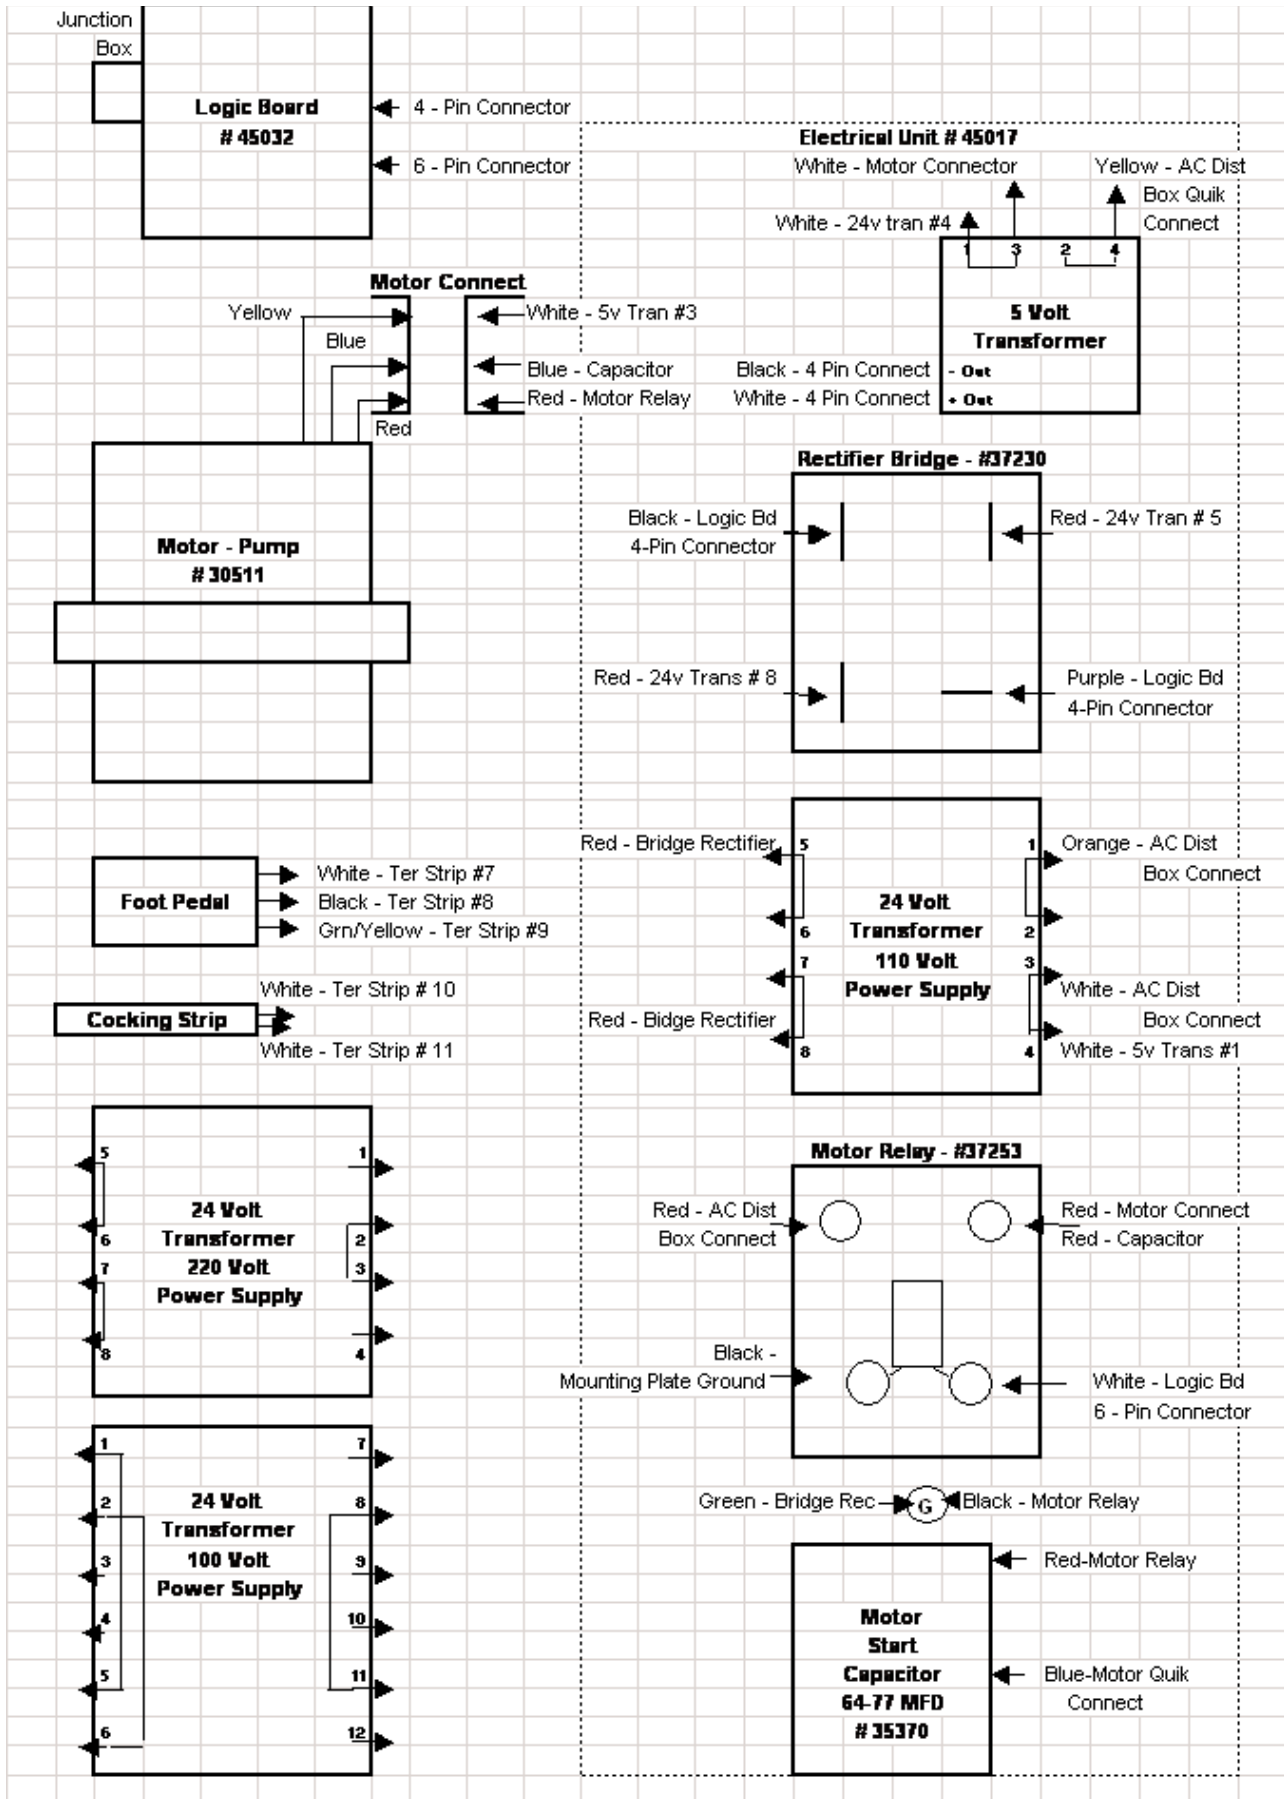 Junction
Box
Logic Board
# 45032
4 - Pin Connector
6 - Pin Connector
Electrical Unit # 45017
White - Motor Connector
Yellow - AC Dist
Box Quik
Connect
White - 24v tran #4
1 3 2 4
5 Volt
Transformer
Black - 4 Pin Connect
- Out
White - 4 Pin Connect
+ Out
Motor Connect
Yellow
Blue
Red
White - 5v Tran #3
Blue - Capacitor
Red - Motor Relay
Motor - Pump
# 30511
Rectifier Bridge - #37230
Black - Logic Bd
4-Pin Connector
Red - 24v Tran # 5
Red - 24v Trans # 8
Purple - Logic Bd
4-Pin Connector
Foot Pedal
White - Ter Strip #7
Black - Ter Strip #8
Grn/Yellow - Ter Strip #9
White - Ter Strip # 10
Cocking Strip
White - Ter Strip # 11
Red - Bridge Rectifier
5
1
Orange - AC Dist
Box Connect
24 Volt
Transformer
6
2
110 Volt
Power Supply
7
3
White - AC Dist
Box Connect
Red - Bidge Rectifier
8
4
White - 5v Trans #1
5
1
24 Volt
Transformer
220 Volt
Power Supply
6
2
7
3
8
4
Motor Relay - #37253
Red - AC Dist
Box Connect
Red - Motor Connect
Red - Capacitor
Black -
Mounting Plate Ground
White - Logic Bd
6 - Pin Connector
1
7
2
8
24 Volt
Transformer
100 Volt
Power Supply
3
9
4
10
5
11
6
12
Green - Bridge Rec
G
Black - Motor Relay
Red-Motor Relay
Motor
Start
Capacitor
64-77 MFD
# 35370
Blue-Motor Quik
Connect